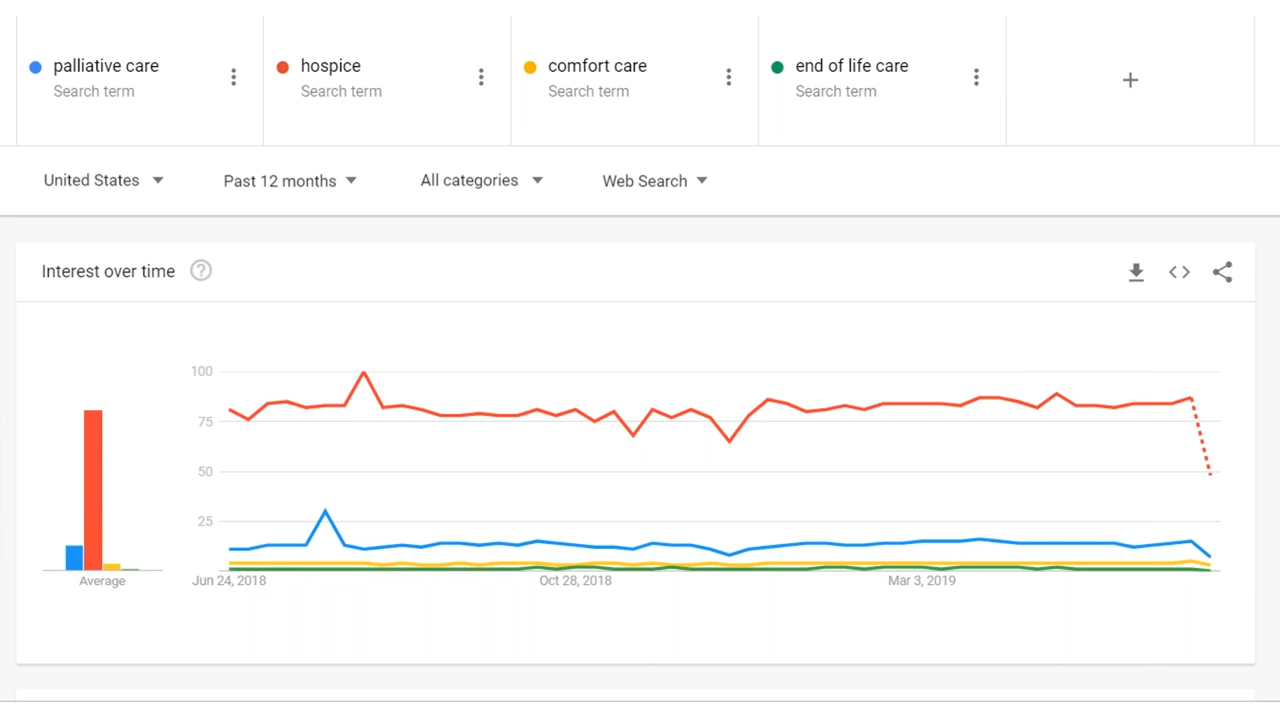 palliative care
Search term
hospice
Search term
comfort care
Search term
end of life care
Search term
+
United States
Past 12 months
All categories
Web Search
Interest over time ?
100
75
50
25
Average
Jun 24, 2018
Oct 28, 2018
Mar 3, 2019